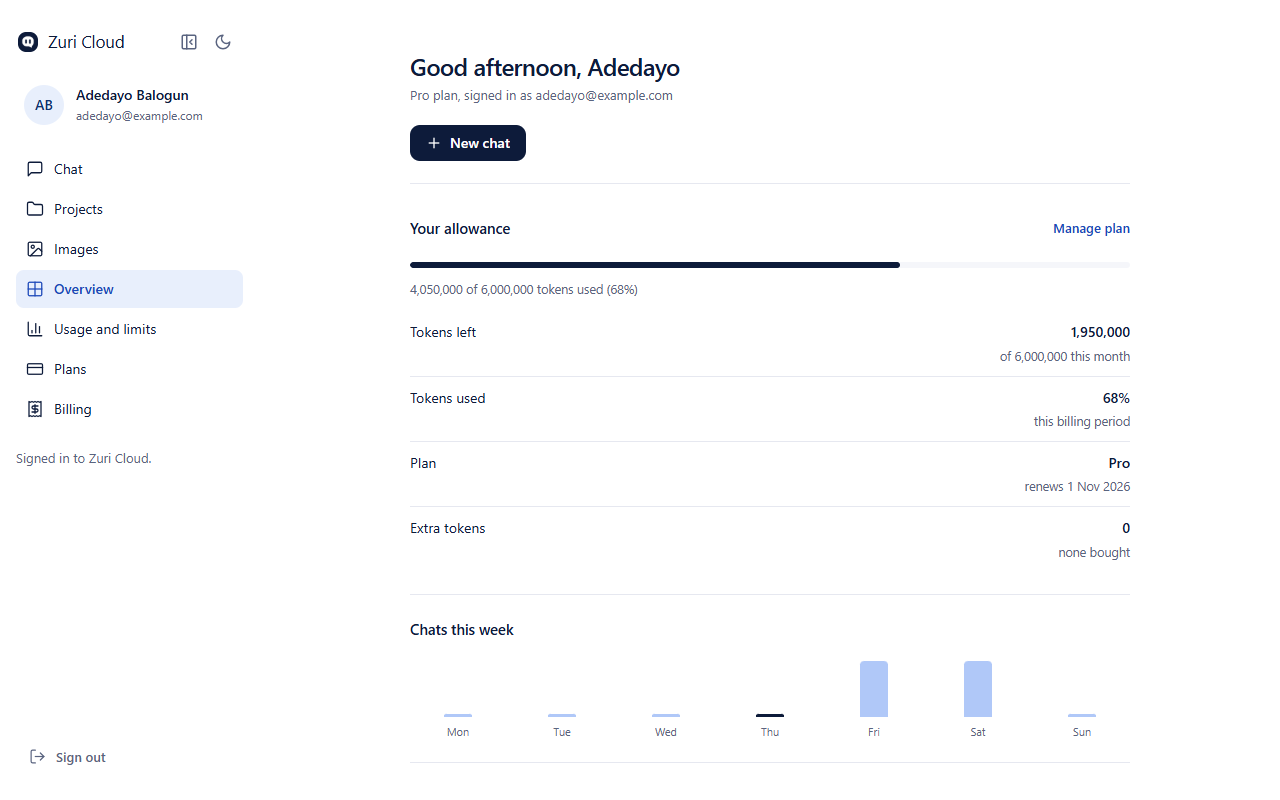 Zuri Cloud
AB
Adedayo Balogun
adedayo@example.com
Chat
Projects
Images
Overview
Usage and limits
Plans
Billing
Signed in to Zuri Cloud.
Sign out
Good afternoon, Adedayo
Pro plan, signed in as adedayo@example.com
New chat
Your allowance
Manage plan
4,050,000 of 6,000,000 tokens used (68%)
Tokens left
1,950,000
of 6,000,000 this month
Tokens used
68%
this billing period
Plan
Pro
renews 1 Nov 2026
Extra tokens
0
none bought
Chats this week
Mon Tue Wed Thu Fri Sat Sun